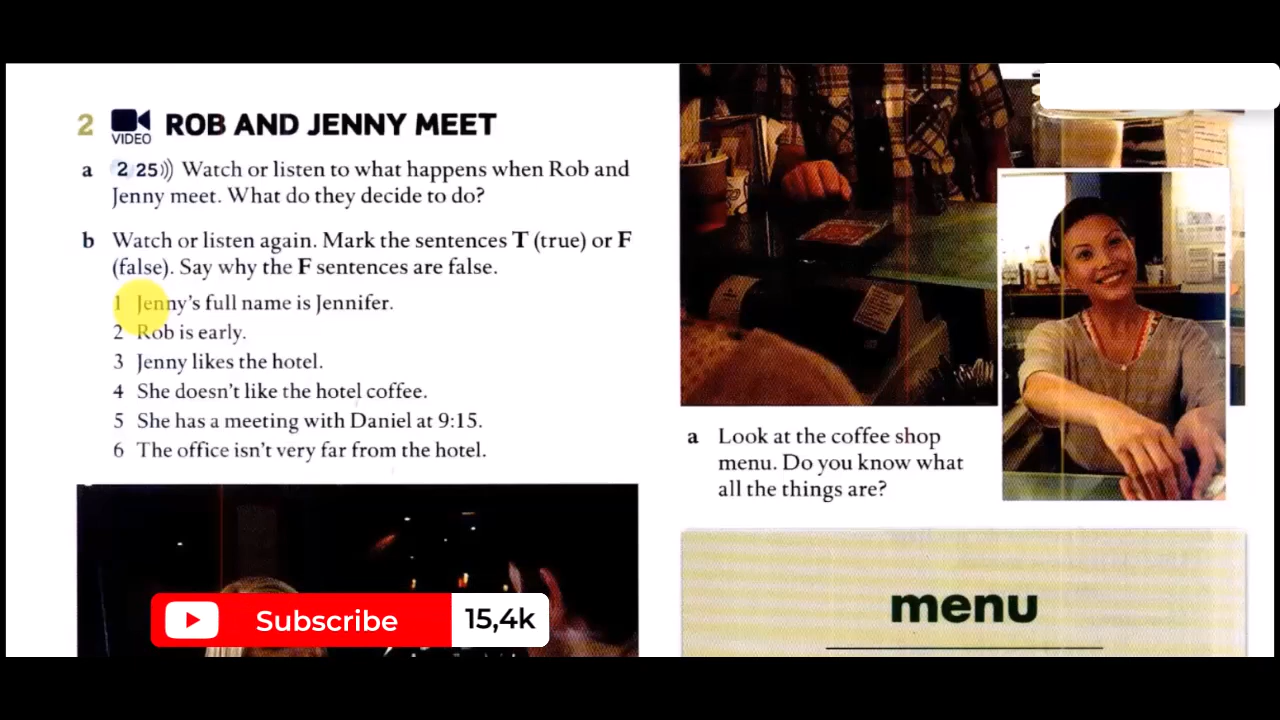 2 VIDEO ROB AND JENNY MEET
a 2 25 Watch or listen to what happens when Rob and
Jenny meet. What do they decide to do?
b Watch or listen again. Mark the sentences T (true) or F
(false). Say why the F sentences are false.
1 Jenny's full name is Jennifer.
2 Rob is early.
3 Jenny likes the hotel.
4 She doesn't like the hotel coffee.
5 She has a meeting with Daniel at 9:15.
6 The office isn't very far from the hotel.
Subscribe 15,4k
a Look at the coffee shop
menu. Do you know what
all the things are?
menu